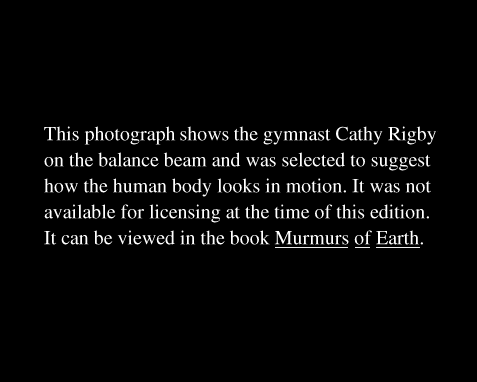 This photograph shows the gymnast Cathy Rigby
on the balance beam and was selected to suggest
how the human body looks in motion. It was not
available for licensing at the time of this edition.
It can be viewed in the book Murmurs of Earth.